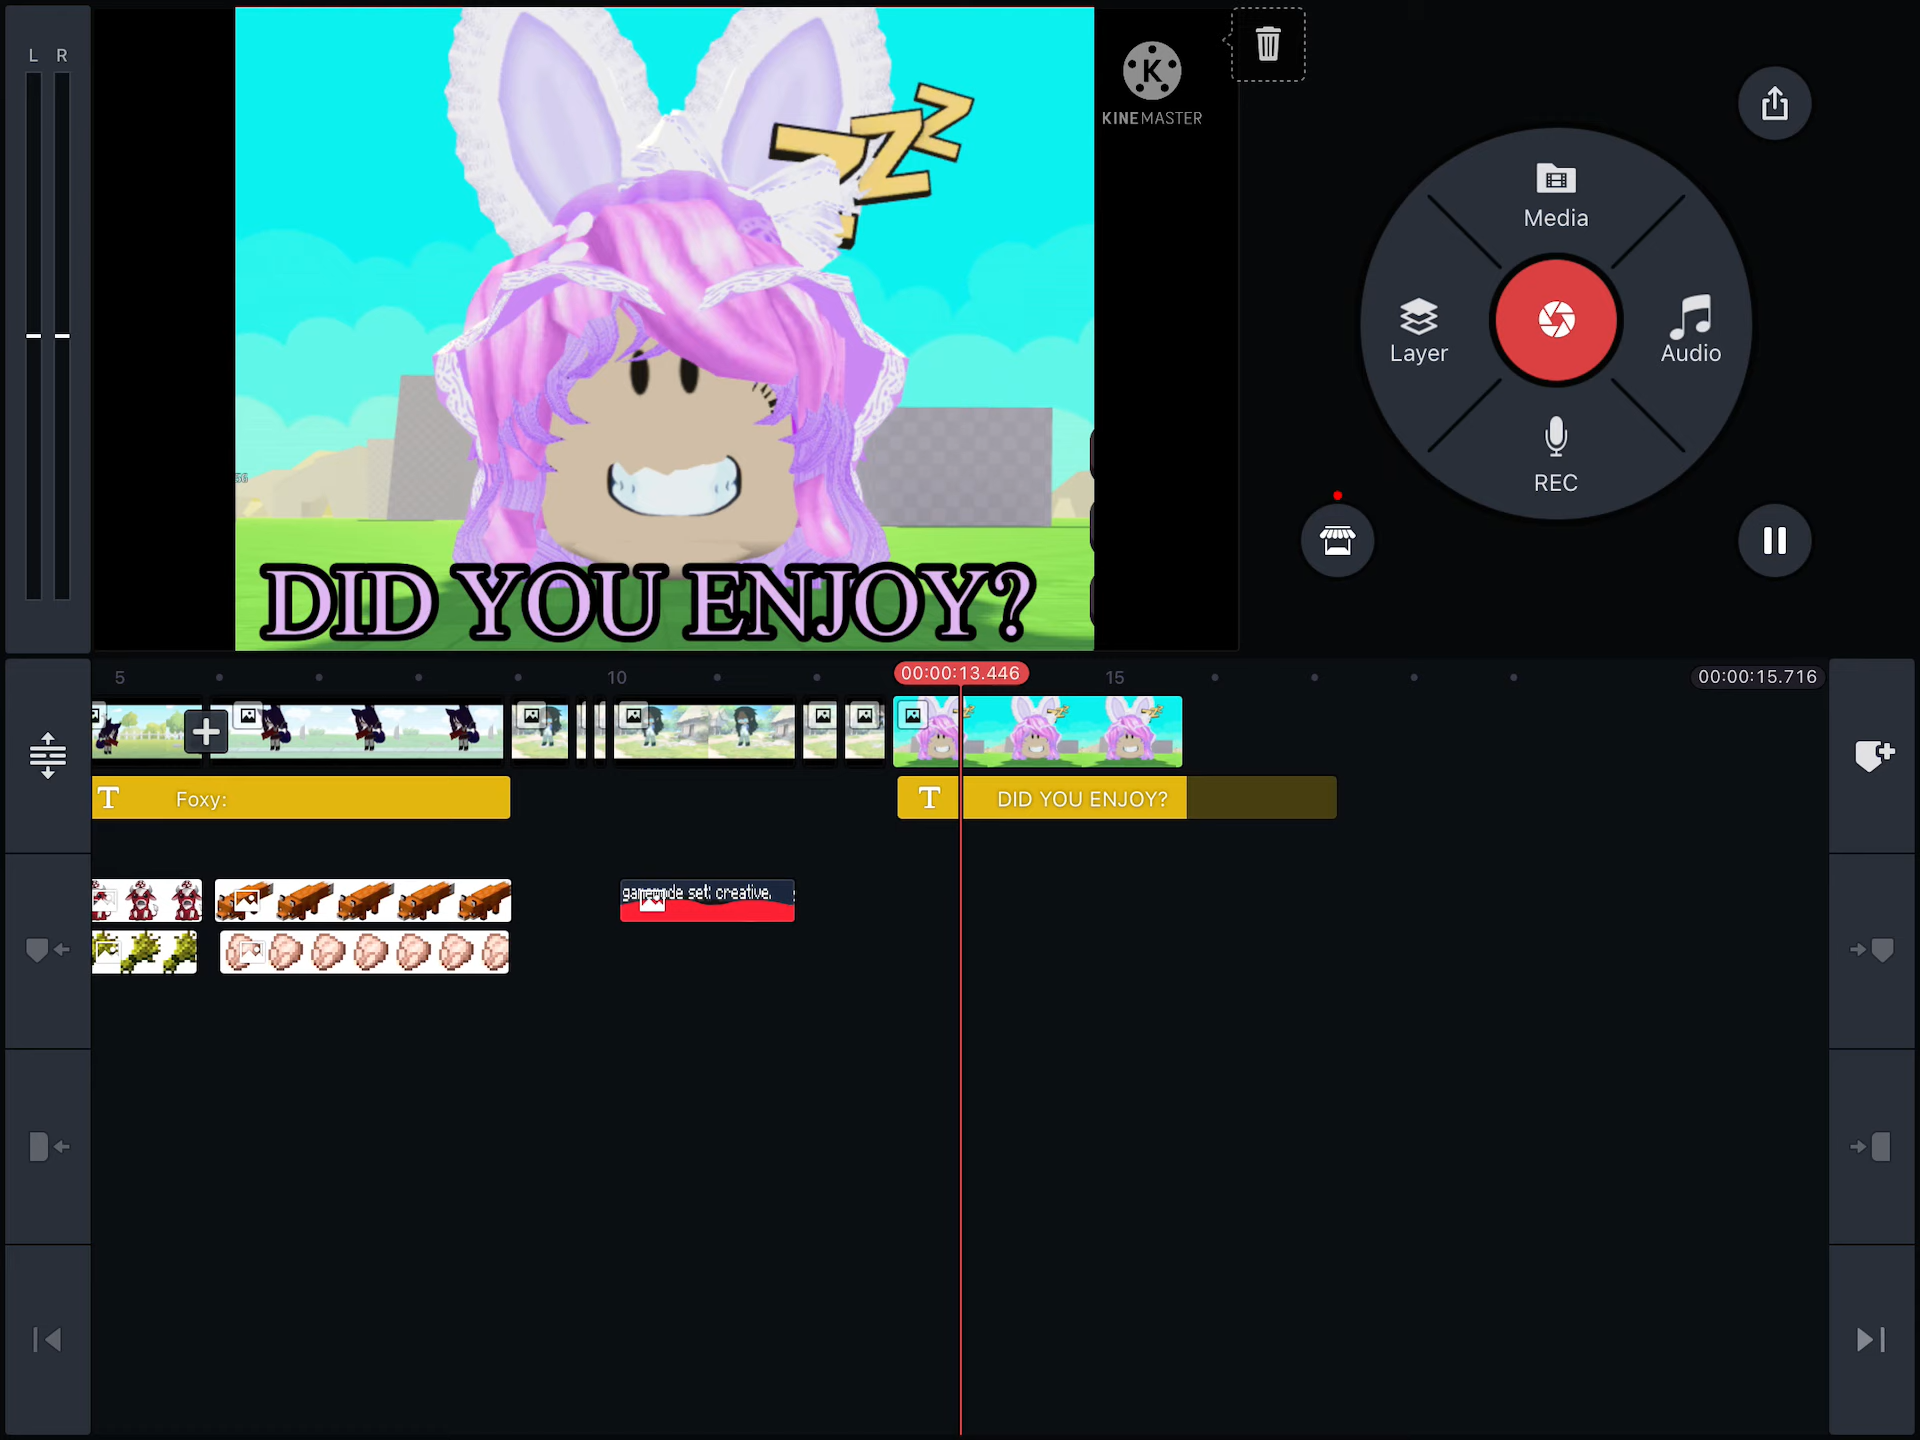 L R
KINEMASTER
Media
Layer
Audio
REC
56
DID YOU ENJOY?
5
10
00:00:13.446
15
00:00:15.716
Foxy:
DID YOU ENJOY?
gamemode set: creative.